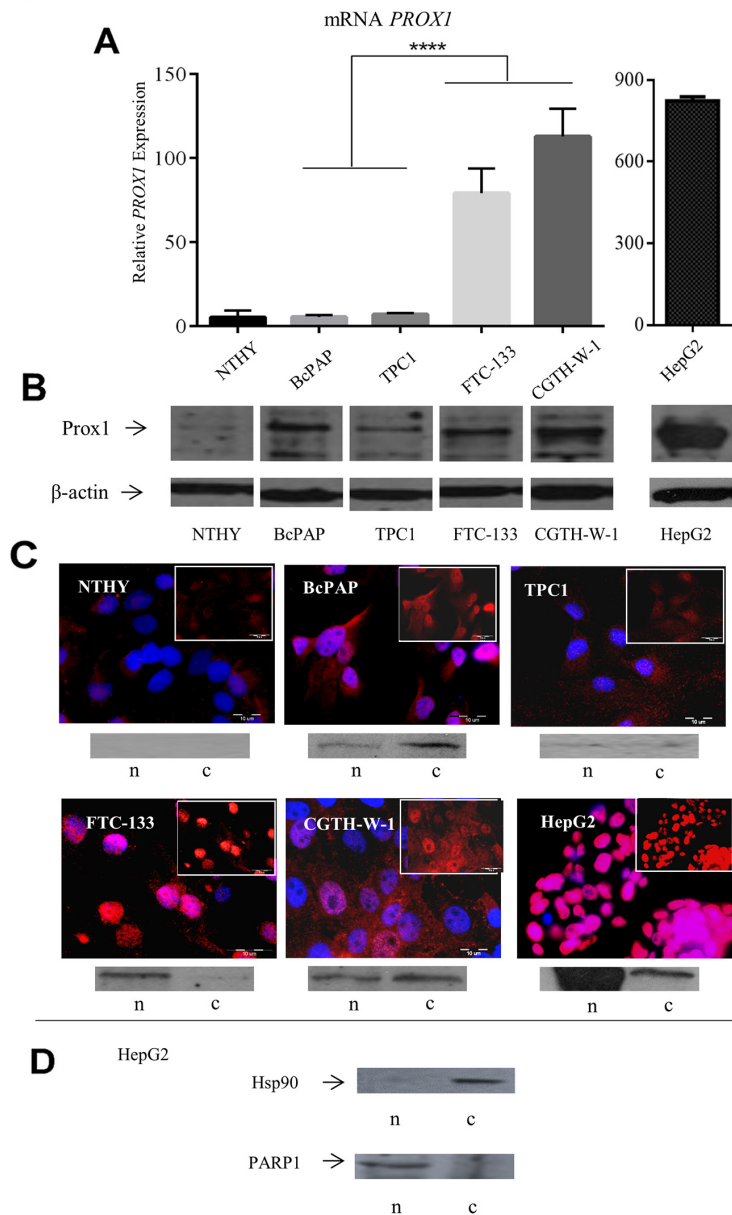 mRNA PROX1
A
****
Relative PROX1 Expression
150
100
50
0
900
600
300
0
NTHY
BcPAP
TPC1
FTC-133
CGTH-W-1
HepG2
B
Prox1
β-actin
NTHY BcPAP TPC1 FTC-133 CGTH-W-1 HepG2
C
NTHY
10 um
n c
BcPAP
10 um
n c
TPC1
10 um
n c
FTC-133
10 um
n c
CGTH-W-1
10 um
n c
HepG2
n c
D
HepG2
Hsp90
n c
PARP1
n c